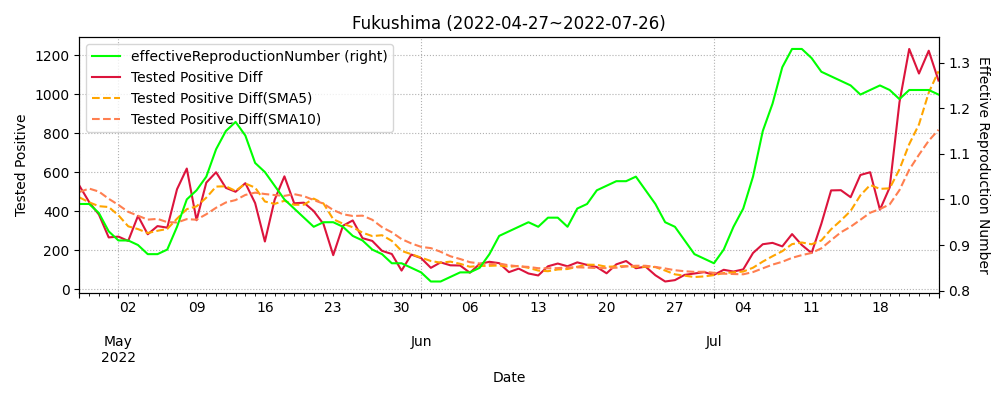 Fukushima (2022-04-27~2022-07-26)
effectiveReproductionNumber (right)
Tested Positive Diff
Tested Positive Diff(SMA5)
Tested Positive Diff(SMA10)
Tested Positive
1200
1000
800
600
400
200
0
Effective Reproduction Number
1.3
1.2
1.1
1.0
0.9
0.8
02 09 16 23 30 06 13 20 27 04 11 18
May Jun Jul
2022
Date